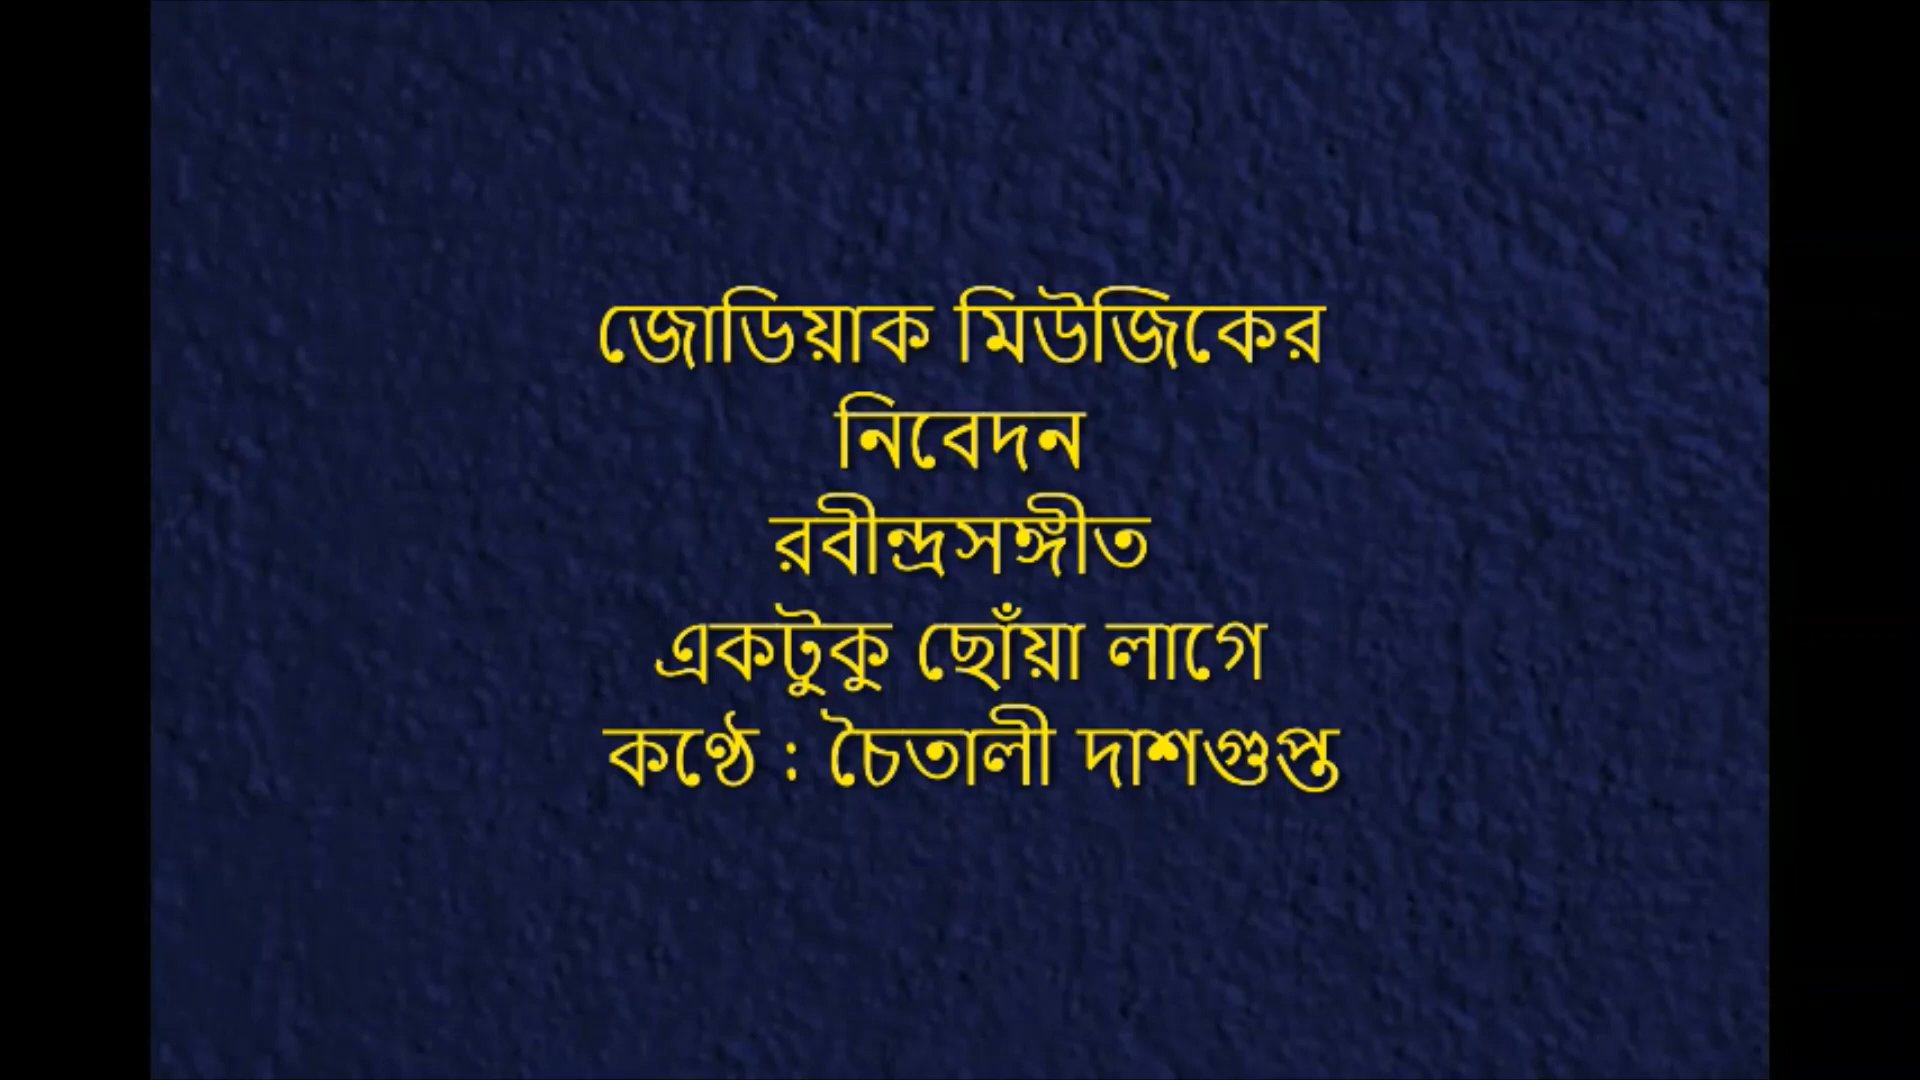 জোডিয়াক মিউজিকের
নিবেদন
রবীন্দ্রসঙ্গীত
একটুকু ছোঁয়া লাগে
কণ্ঠে : চৈতালী দাশগুপ্ত